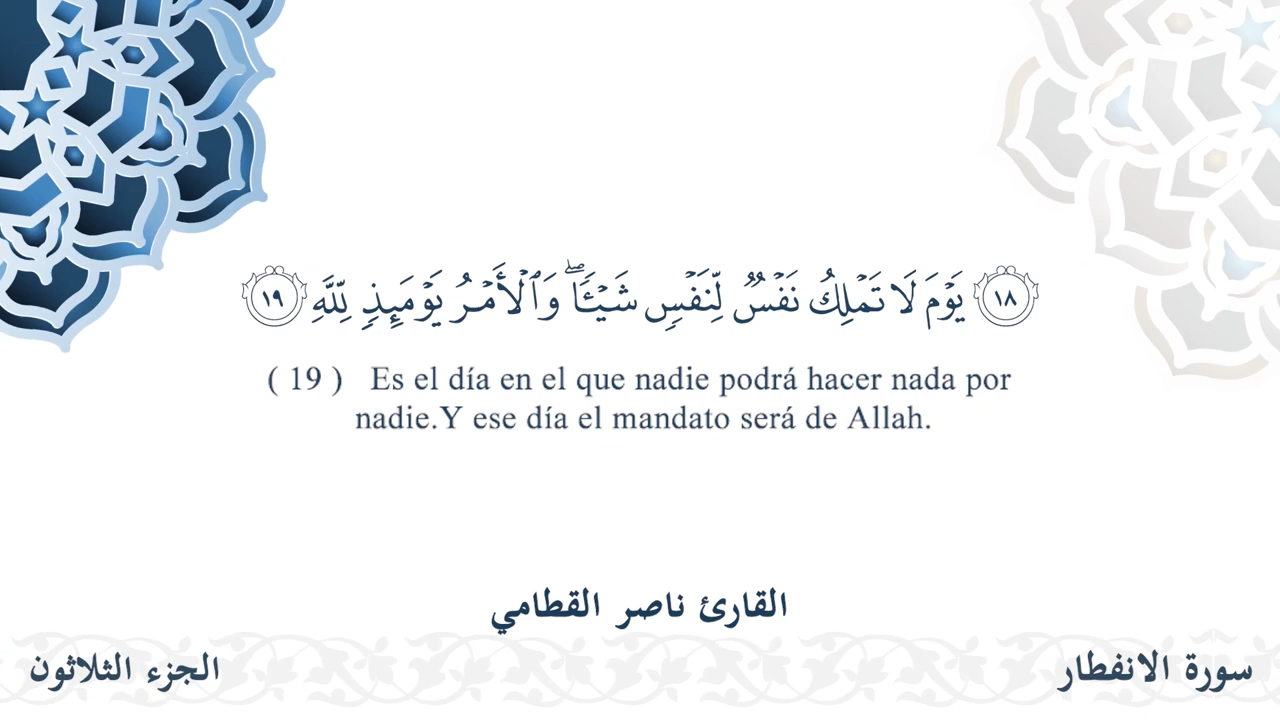 ١٨ يَوْمَ لَا تَمْلِكُ نَفْسٌ لِّنَفْسٍ شَيْـًٔا ۖ وَٱلْأَمْرُ يَوْمَئِذٍ لِّلَّهِ ١٩
( 19 ) Es el día en el que nadie podrá hacer nada por
nadie.Y ese día el mandato será de Allah.
القارئ ناصر القطامي
سورة الانفطار
الجزء الثلاثون